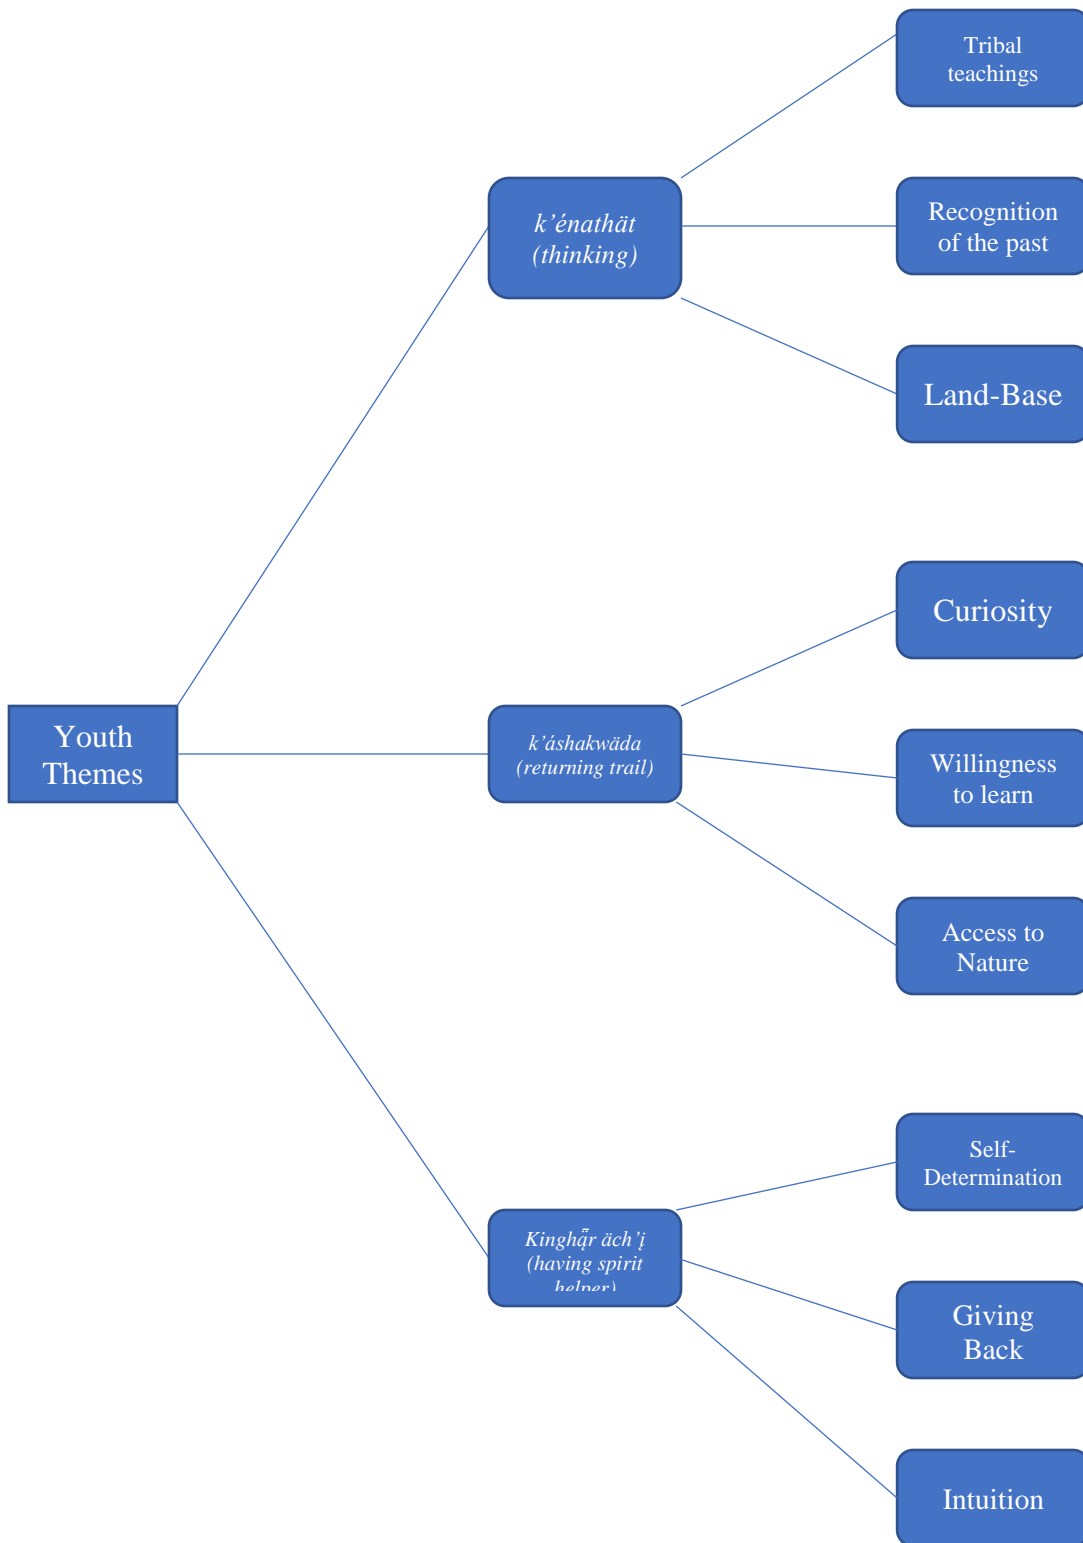 Youth
Themes
k’énathät
(thinking)
Tribal
teachings
Recognition
of the past
Land-Base
k’áshakwäda
(returning trail)
Curiosity
Willingness
to learn
Access to
Nature
Kinghą̈̄r äch’į
(having spirit
helper)
Self-
Determination
Giving
Back
Intuition